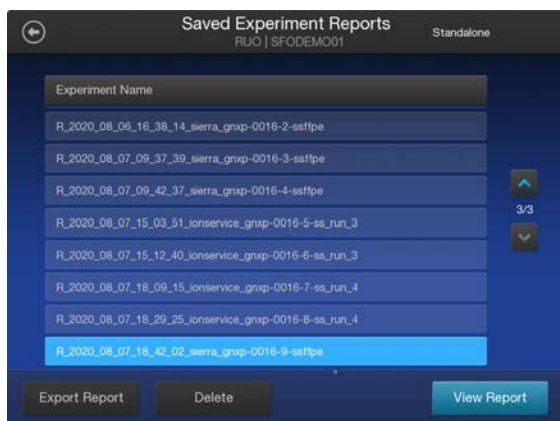 Saved Experiment Reports
Standalone
RUO | SFODEMO01
Experiment Name
R_2020_08_06_16_38_14_sierra_gnxp-0016-2-ssffpe
R_2020_08_07_09_37_39_sierra_gnxp-0016-3-ssffpe
R_2020_08_07_09_42_37_sierra_gnxp-0016-4-ssffpe
R_2020_08_07_15_03_51_ionservice_gnxp-0016-5-ss_run_3
3/3
R_2020_08_07_15_12_40_ionservice_gnxp-0016-6-ss_run_3
R_2020_08_07_18_09_15_ionservice_gnxp-0016-7-ss_run_4
R_2020_08_07_18_29_25_ionservice_gnxp-0016-8-ss_run_4
R_2020_08_07_18_42_02_sierra_gnxp-0016-9-ssffpe
Export Report
Delete
View Report